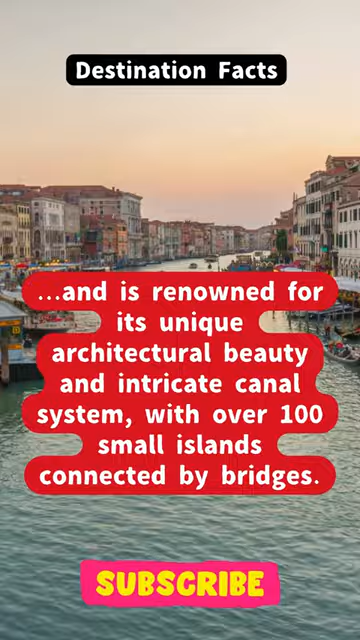 Destination Facts
...and is renowned for
its unique
architectural beauty
and intricate canal
system, with over 100
small islands
connected by bridges.
SUBSCRIBE